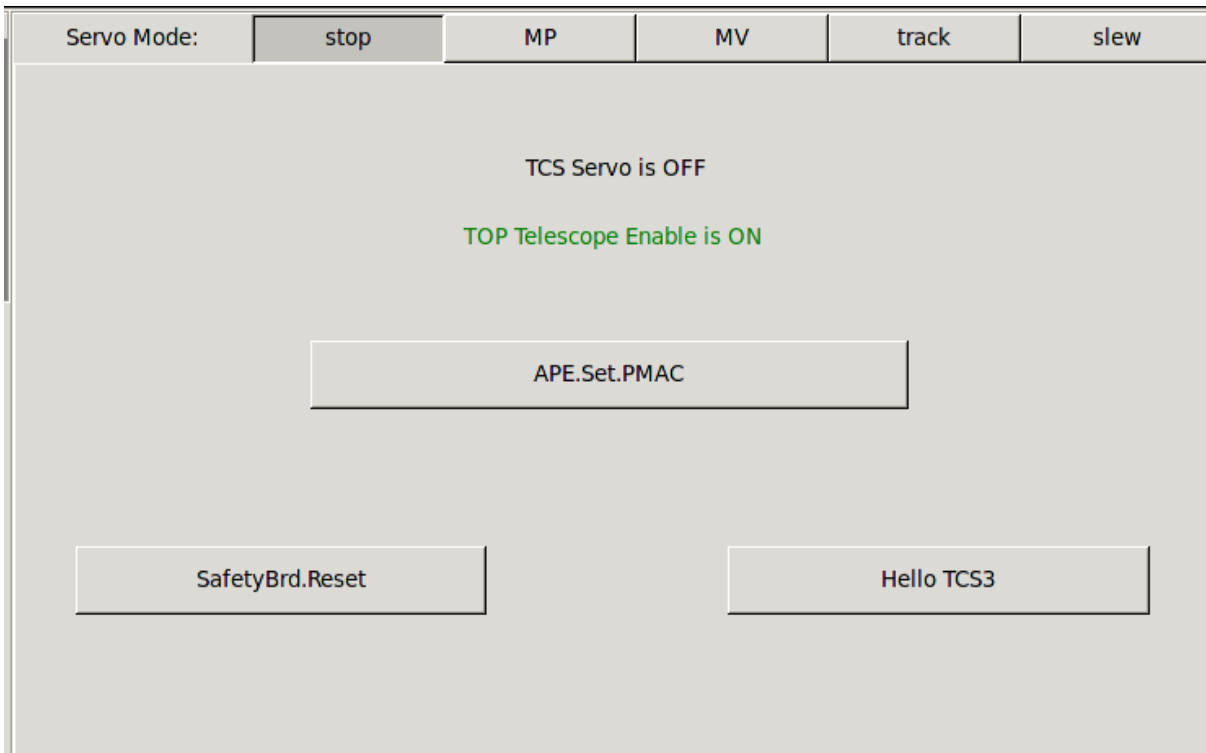 Servo Mode: stop MP MV track slew
TCS Servo is OFF
TOP Telescope Enable is ON
APE.Set.PMAC
SafetyBrd.Reset Hello TCS3